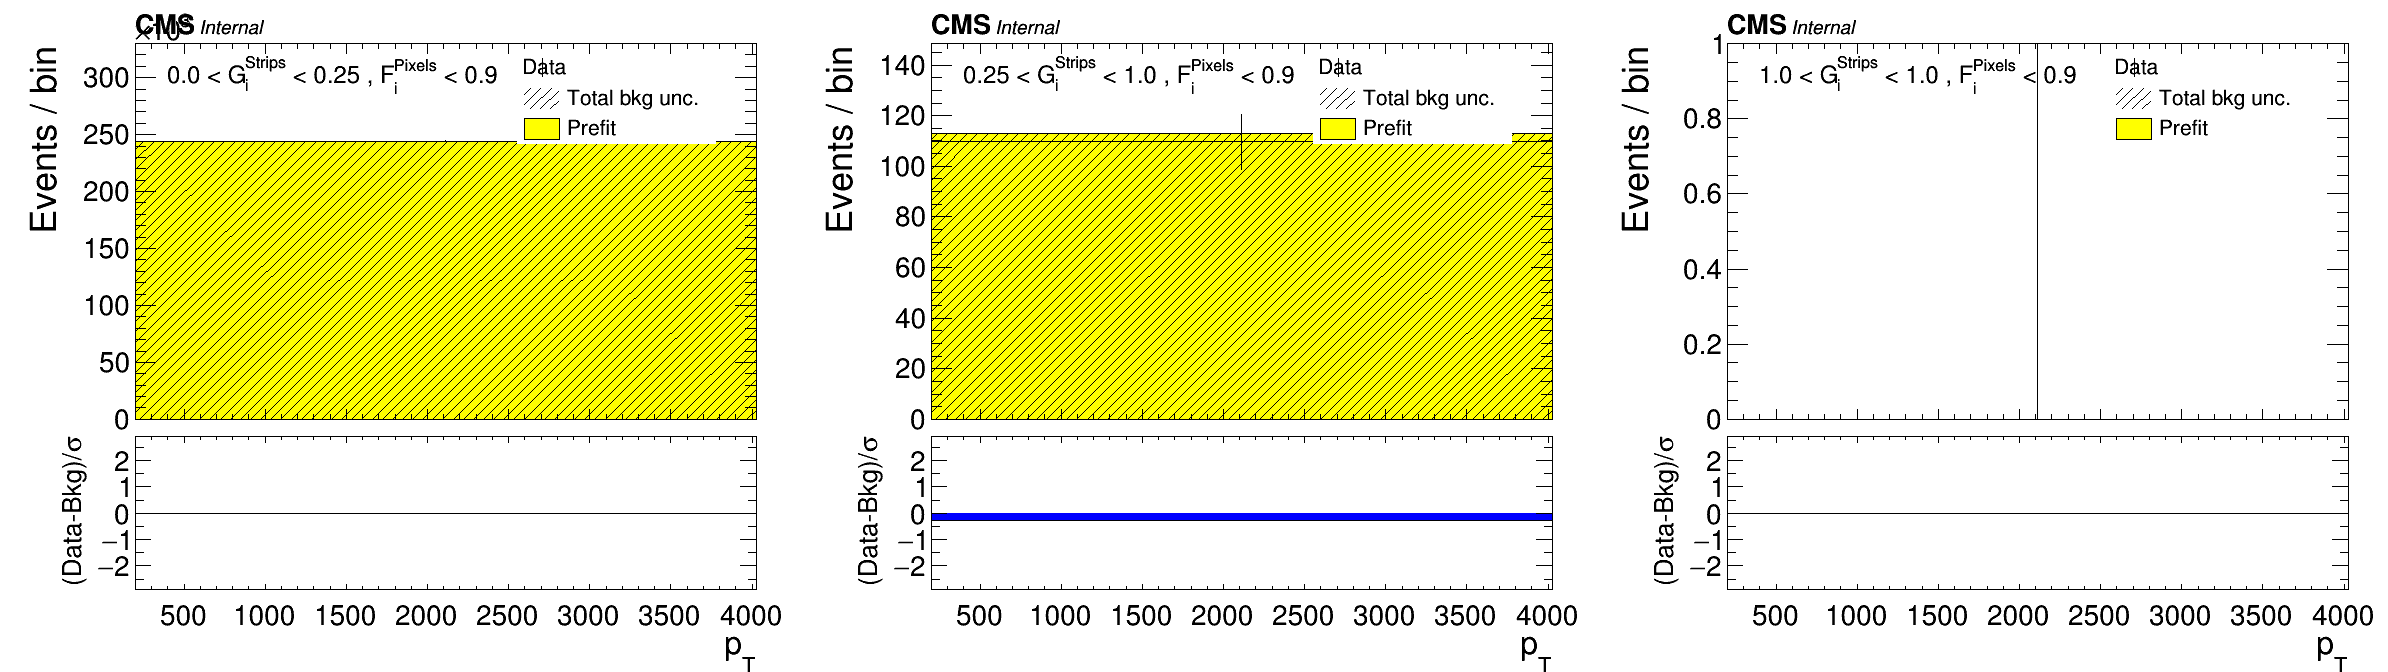 CMS Internal
Events / bin
0.0 < G_i^Strips < 0.25 , F_i^Pixels < 0.9
Data
Total bkg unc.
Prefit
300
250
200
150
100
50
0
(Data-Bkg)/σ
2
1
0
−1
−2
500 1000 1500 2000 2500 3000 3500 4000
p_T
CMS Internal
Events / bin
0.25 < G_i^Strips < 1.0 , F_i^Pixels < 0.9
Data
Total bkg unc.
Prefit
140
120
100
80
60
40
20
0
(Data-Bkg)/σ
2
1
0
−1
−2
500 1000 1500 2000 2500 3000 3500 4000
p_T
CMS Internal
Events / bin
1.0 < G_i^Strips < 1.0 , F_i^Pixels < 0.9
Data
Total bkg unc.
Prefit
1
0.8
0.6
0.4
0.2
0
(Data-Bkg)/σ
2
1
0
−1
−2
500 1000 1500 2000 2500 3000 3500 4000
p_T